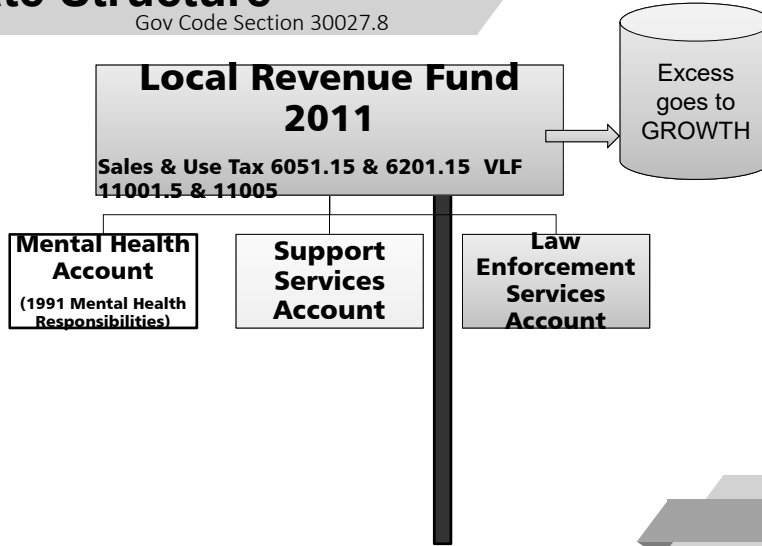 Structure
Gov Code Section 30027.8
Local Revenue Fund
2011
Sales & Use Tax 6051.15 & 6201.15 VLF
11001.5 & 11005
Excess
goes to
GROWTH
Mental Health
Account
(1991 Mental Health
Responsibilities)
Support
Services
Account
Law
Enforcement
Services
Account